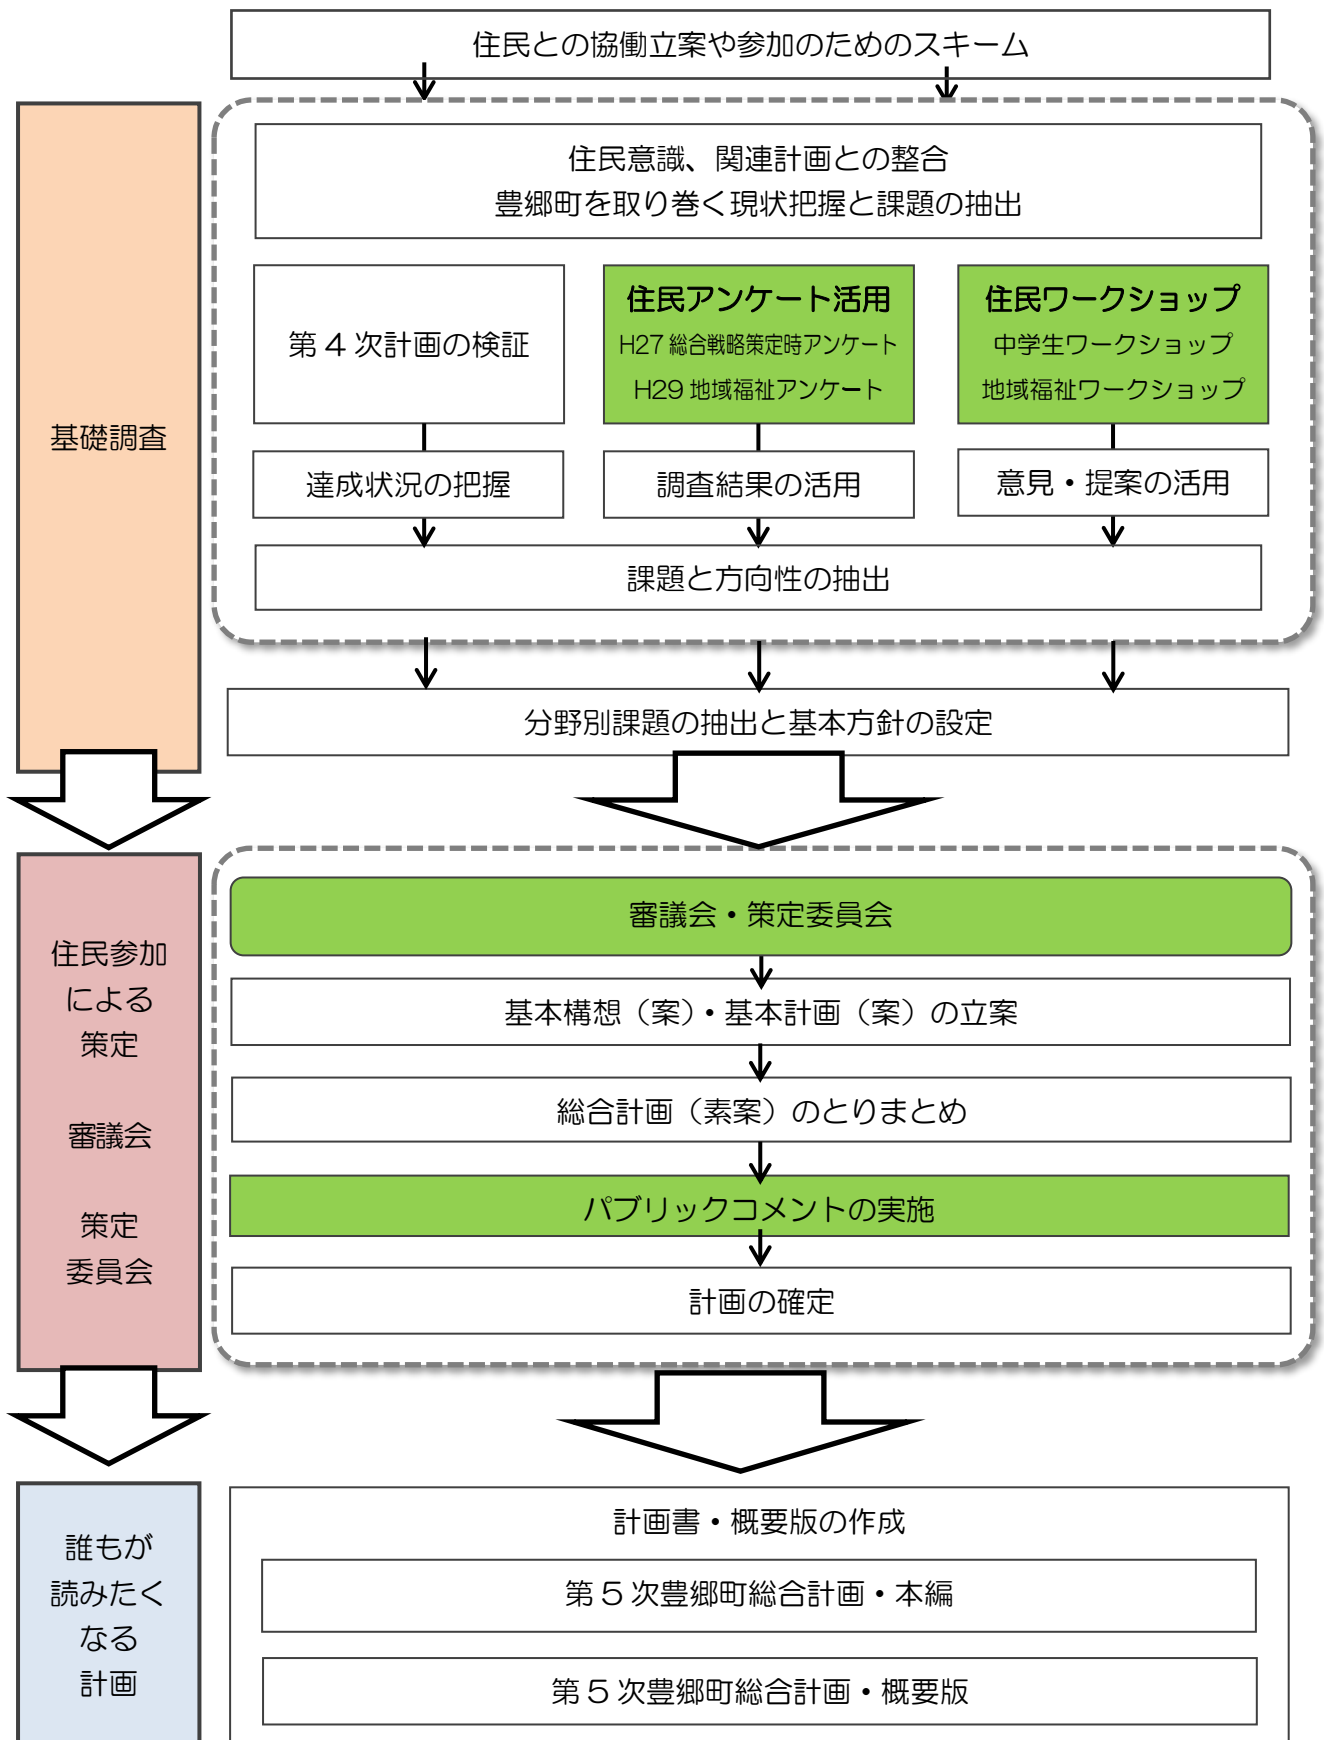 住民との協働立案や参加のためのスキーム
基礎調査
住民意識、関連計画との整合
豊郷町を取り巻く現状把握と課題の抽出
第4次計画の検証
住民アンケート活用
H27 総合戦略策定時アンケート
H29 地域福祉アンケート
住民ワークショップ
中学生ワークショップ
地域福祉ワークショップ
達成状況の把握
調査結果の活用
意見・提案の活用
課題と方向性の抽出
分野別課題の抽出と基本方針の設定
住民参加
による
策定
審議会
策定
委員会
審議会・策定委員会
基本構想（案）・基本計画（案）の立案
総合計画（素案）のとりまとめ
パブリックコメントの実施
計画の確定
誰もが
読みたく
なる
計画
計画書・概要版の作成
第5次豊郷町総合計画・本編
第5次豊郷町総合計画・概要版